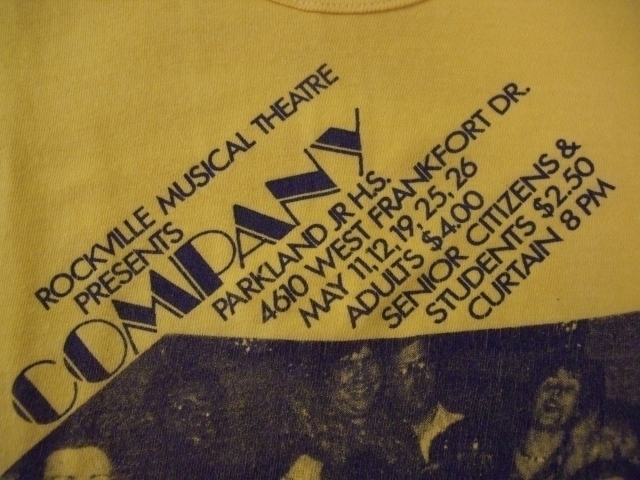 ROCKVILLE MUSICAL THEATRE
PRESENTS
COMPANY
PARKLAND JR H.S.
4610 WEST FRANKFORT DR.
MAY 11, 12, 19, 25, 26
ADULTS $4.00
SENIOR CITIZENS &
STUDENTS $2.50
CURTAIN 8 PM